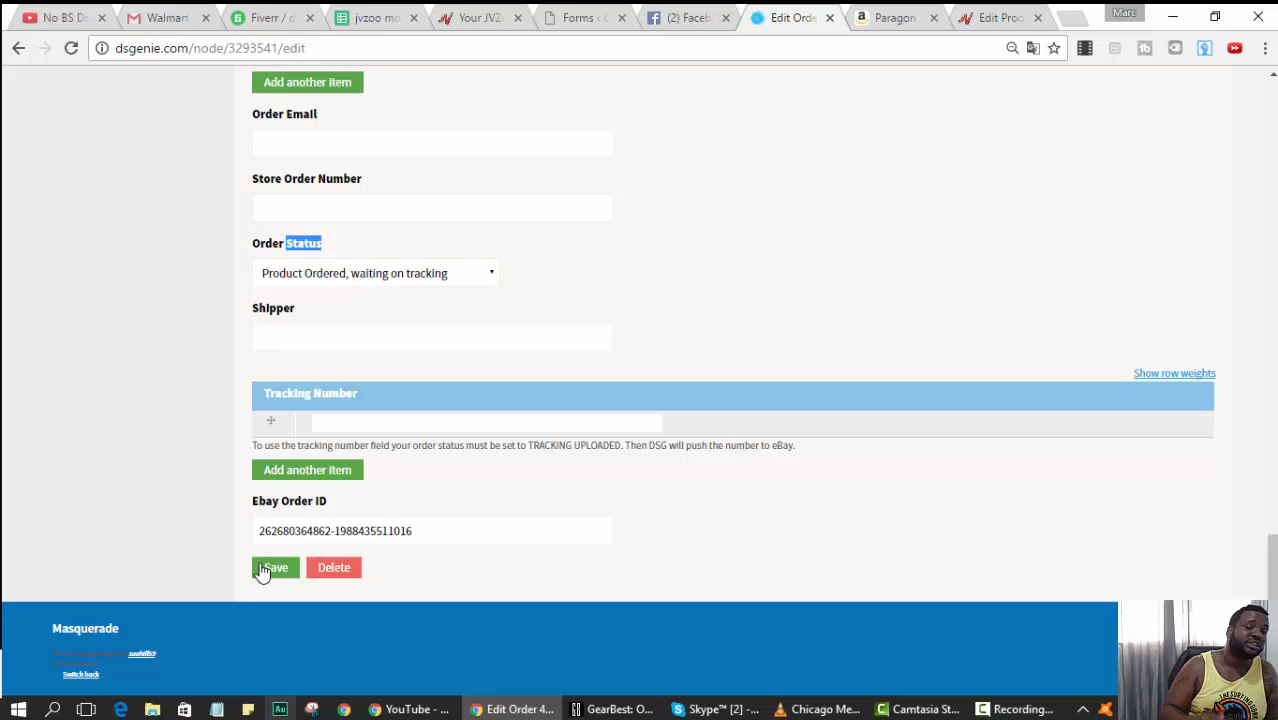 No BS Dr
Gmail
Walmart
Fiverr / d
jvzoo mo
Your JVZ
Forms
(2) Faceb
Edit Orde
Paragon
Edit Proc
Marc
dsgenie.com/node/3293541/edit
Add another item
Order Email
Store Order Number
Order Status
Product Ordered, waiting on tracking
Shipper
Show row weights
Tracking Number
To use the tracking number field your order status must be set to TRACKING UPLOADED. Then DSG will push the number to eBay.
Add another item
Ebay Order ID
262680364862-1988435511016
Save
Delete
Masquerade
Switch back
YouTube - ...
Edit Order 4...
GearBest: O...
Skype™ [2] -...
Chicago Me...
Camtasia St...
Recording...